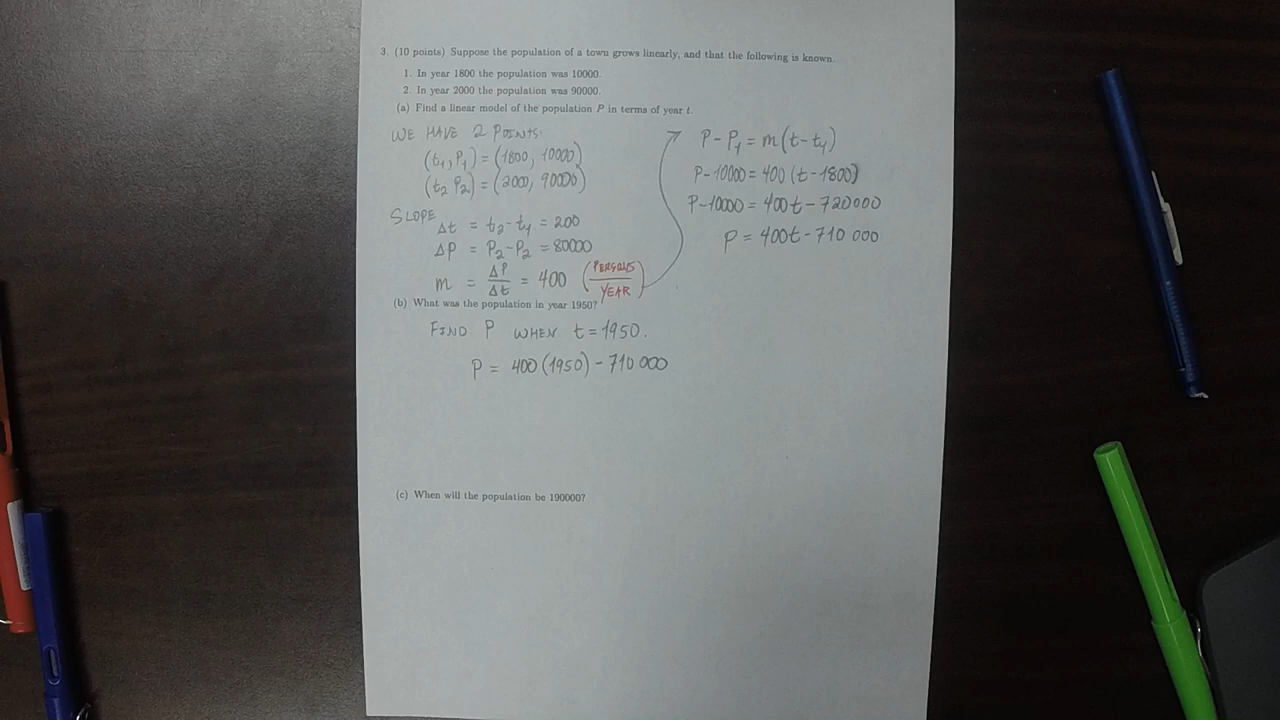 3. (10 points) Suppose the population of a town grows linearly, and that the following is known.
1. In year 1800 the population was 10000.
2. In year 2000 the population was 90000.
(a) Find a linear model of the population P in terms of year t.
WE HAVE 2 POINTS:
(t₁, P₁) = (1800, 10000)
(t₂ P₂) = (2000, 90000)
SLOPE
Δt = t₂ - t₁ = 200
ΔP = P₂ - P₂ = 80000
m = ΔP/Δt = 400 (PERSONS/YEAR)
P - P₁ = m(t - t₁)
P - 10000 = 400 (t - 1800)
P - 10000 = 400t - 720000
P = 400t - 710 000
(b) What was the population in year 1950?
FIND P WHEN t = 1950.
P = 400(1950) - 710 000
(c) When will the population be 190000?